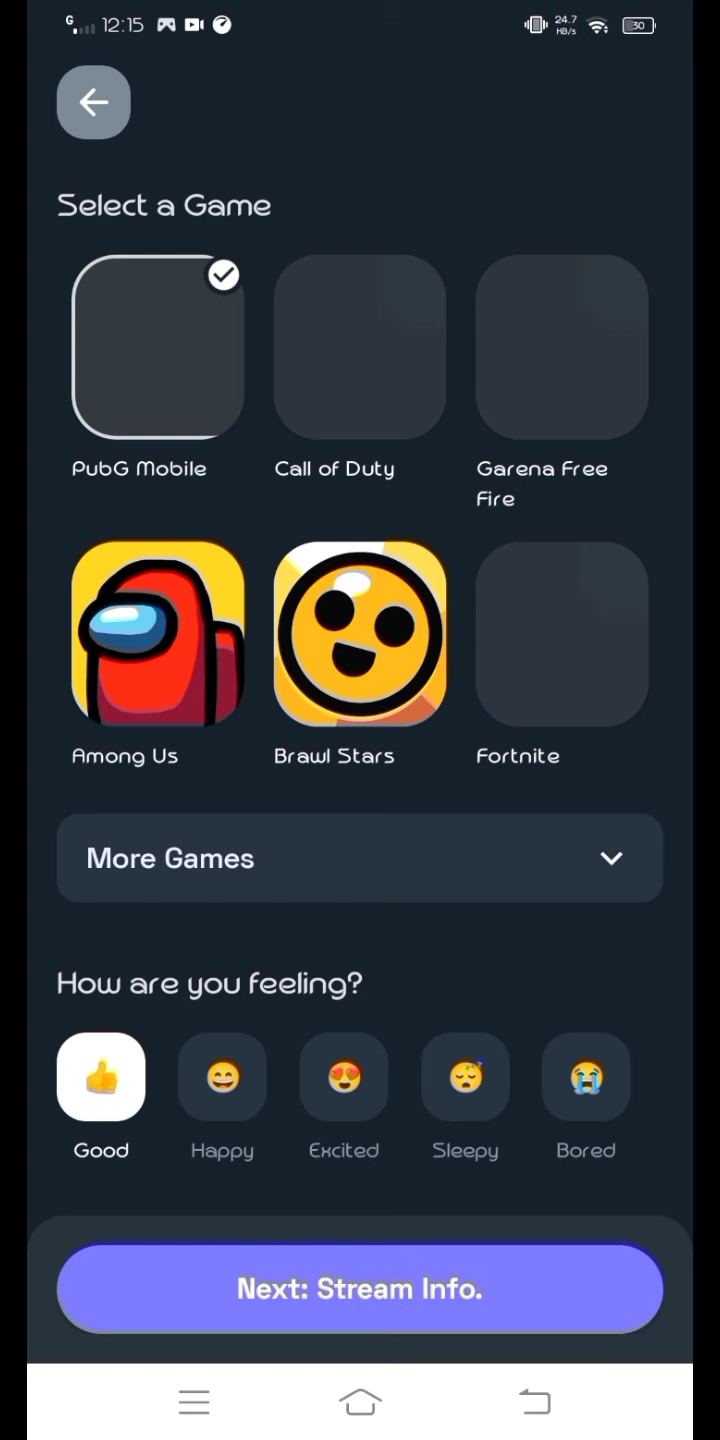 G 12:15 24.7 KB/s 30
Select a Game
PubG Mobile Call of Duty Garena Free
Fire
Among Us Brawl Stars Fortnite
More Games
How are you feeling?
Good Happy Excited Sleepy Bored
Next: Stream Info.